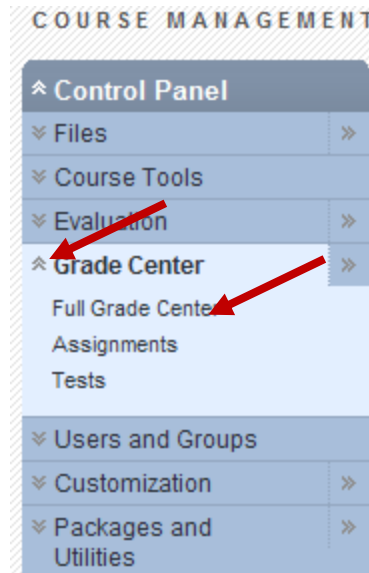 COURSE MANAGEMENT
Control Panel
Files
Course Tools
Evaluation
Grade Center
Full Grade Center
Assignments
Tests
Users and Groups
Customization
Packages and
Utilities